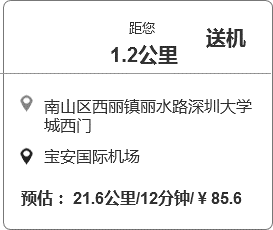 距您
1.2公里
送机
南山区西丽镇丽水路深圳大学
城西门
宝安国际机场
预估： 21.6公里/12分钟/￥85.6